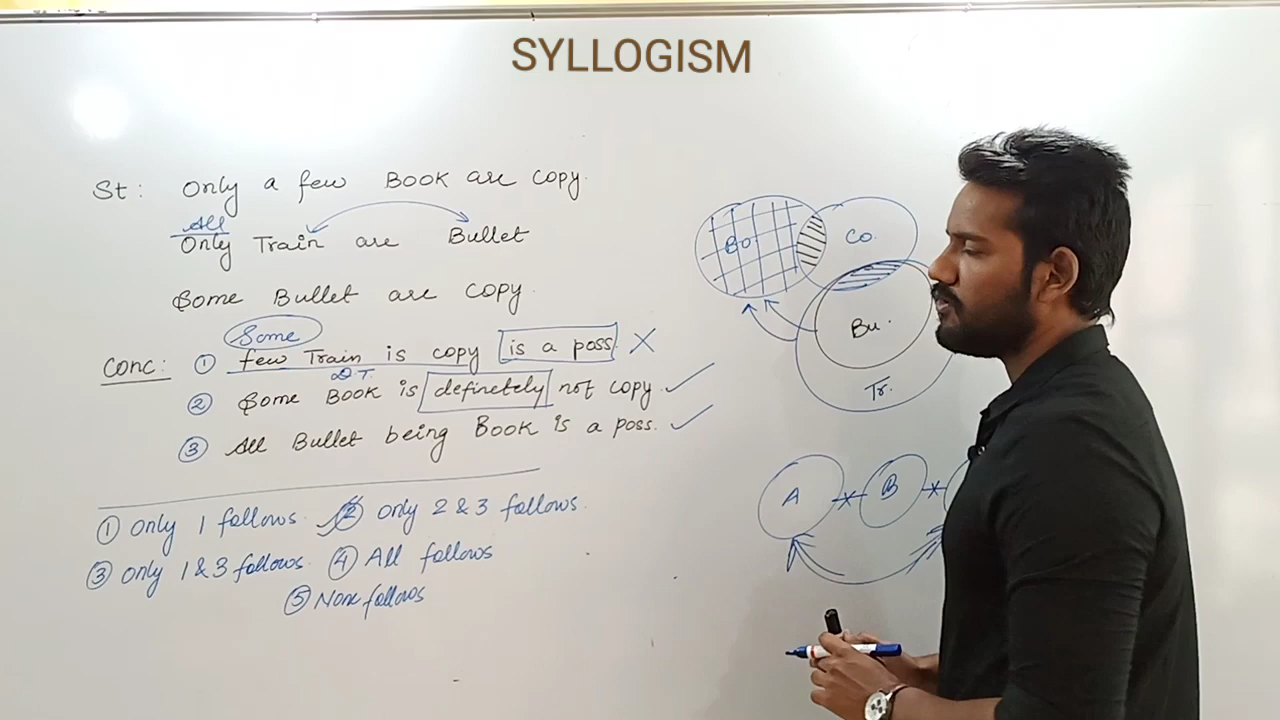 SYLLOGISM
St: Only a few Book are copy.
All
Only Train are Bullet
Some Bullet are copy.
Some
Conc: ① few Train is copy is a poss. X
D.T.
② Some Book is definetely not copy ✓
③ All Bullet being Book is a poss. ✓
① Only 1 follows. ✓② Only 2 & 3 follows.
③ Only 1 & 3 follows. ④ All follows
⑤ None follows
Bo. Co.
Bu.
Tr.
A B